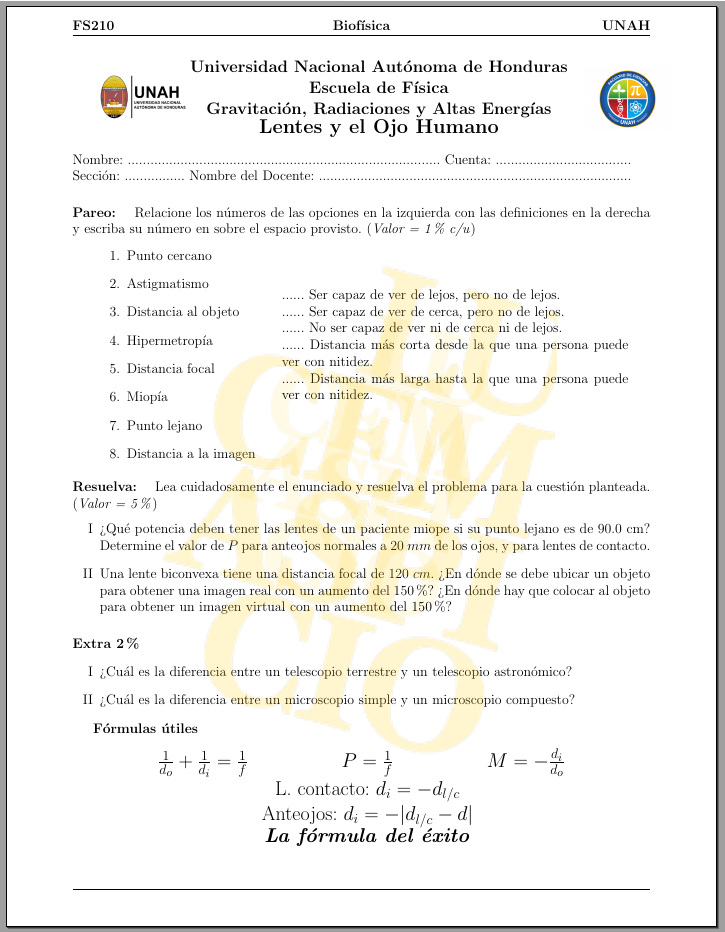 FS210 Biofísica UNAH
Universidad Nacional Autónoma de Honduras
Escuela de Física
Gravitación, Radiaciones y Altas Energías
Lentes y el Ojo Humano
UNAH
UNIVERSIDAD NACIONAL
AUTÓNOMA DE HONDURAS
Nombre: ................................................................................... Cuenta: ....................................
Sección: ................ Nombre del Docente: ...................................................................................
Pareo: Relacione los números de las opciones en la izquierda con las definiciones en la derecha
y escriba su número en sobre el espacio provisto. (Valor = 1 % c/u)
1. Punto cercano
2. Astigmatismo
3. Distancia al objeto
4. Hipermetropía
5. Distancia focal
6. Miopía
7. Punto lejano
8. Distancia a la imagen
...... Ser capaz de ver de lejos, pero no de lejos.
...... Ser capaz de ver de cerca, pero no de lejos.
...... No ser capaz de ver ni de cerca ni de lejos.
...... Distancia más corta desde la que una persona puede
ver con nitidez.
...... Distancia más larga hasta la que una persona puede
ver con nitidez.
Resuelva: Lea cuidadosamente el enunciado y resuelva el problema para la cuestión planteada.
(Valor = 5 %)
I ¿Qué potencia deben tener las lentes de un paciente miope si su punto lejano es de 90.0 cm?
Determine el valor de P para anteojos normales a 20 mm de los ojos, y para lentes de contacto.
II Una lente biconvexa tiene una distancia focal de 120 cm. ¿En dónde se debe ubicar un objeto
para obtener una imagen real con un aumento del 150 %? ¿En dónde hay que colocar al objeto
para obtener un imagen virtual con un aumento del 150 %?
Extra 2 %
I ¿Cuál es la diferencia entre un telescopio terrestre y un telescopio astronómico?
II ¿Cuál es la diferencia entre un microscopio simple y un microscopio compuesto?
Fórmulas útiles
1/d_o + 1/d_i = 1/f P = 1/f M = −d_i/d_o
L. contacto: d_i = −d_l/c
Anteojos: d_i = −|d_l/c − d|
La fórmula del éxito